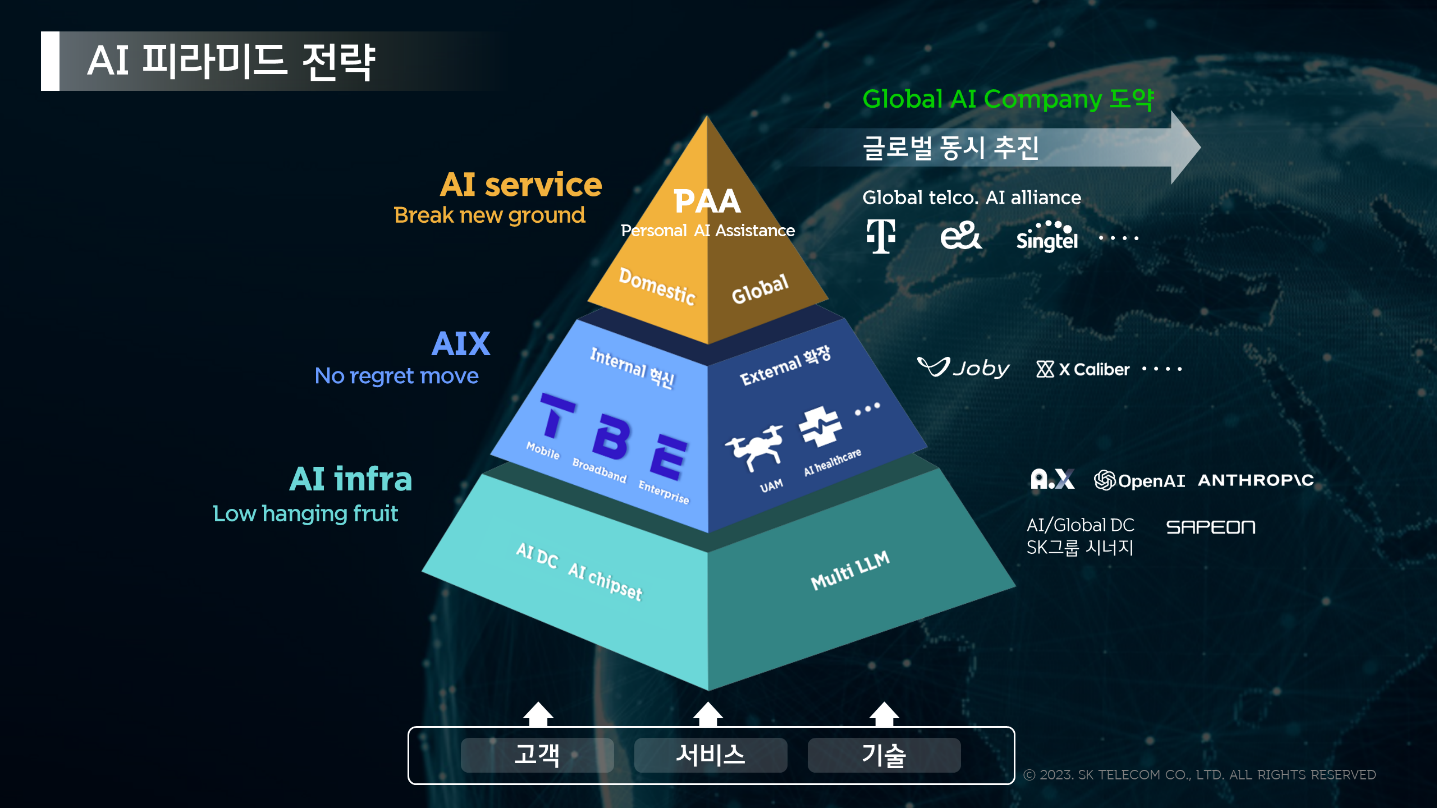 AI 피라미드 전략
Global AI Company 도약
글로벌 동시 추진
AI service
Break new ground
PAA
Personal AI Assistance
Domestic
Global
Global telco. AI alliance
T e& Singtel ····
AIX
No regret move
Internal 혁신
T B E
Mobile Broadband Enterprise
External 확장
UAM AI healthcare ···
Joby X Caliber ····
AI infra
Low hanging fruit
AI DC AI chipset
Multi LLM
A.X OpenAI ANTHROP\C
AI/Global DC
SK그룹 시너지
SAPEON
고객 서비스 기술
© 2023. SK TELECOM CO., LTD. ALL RIGHTS RESERVED